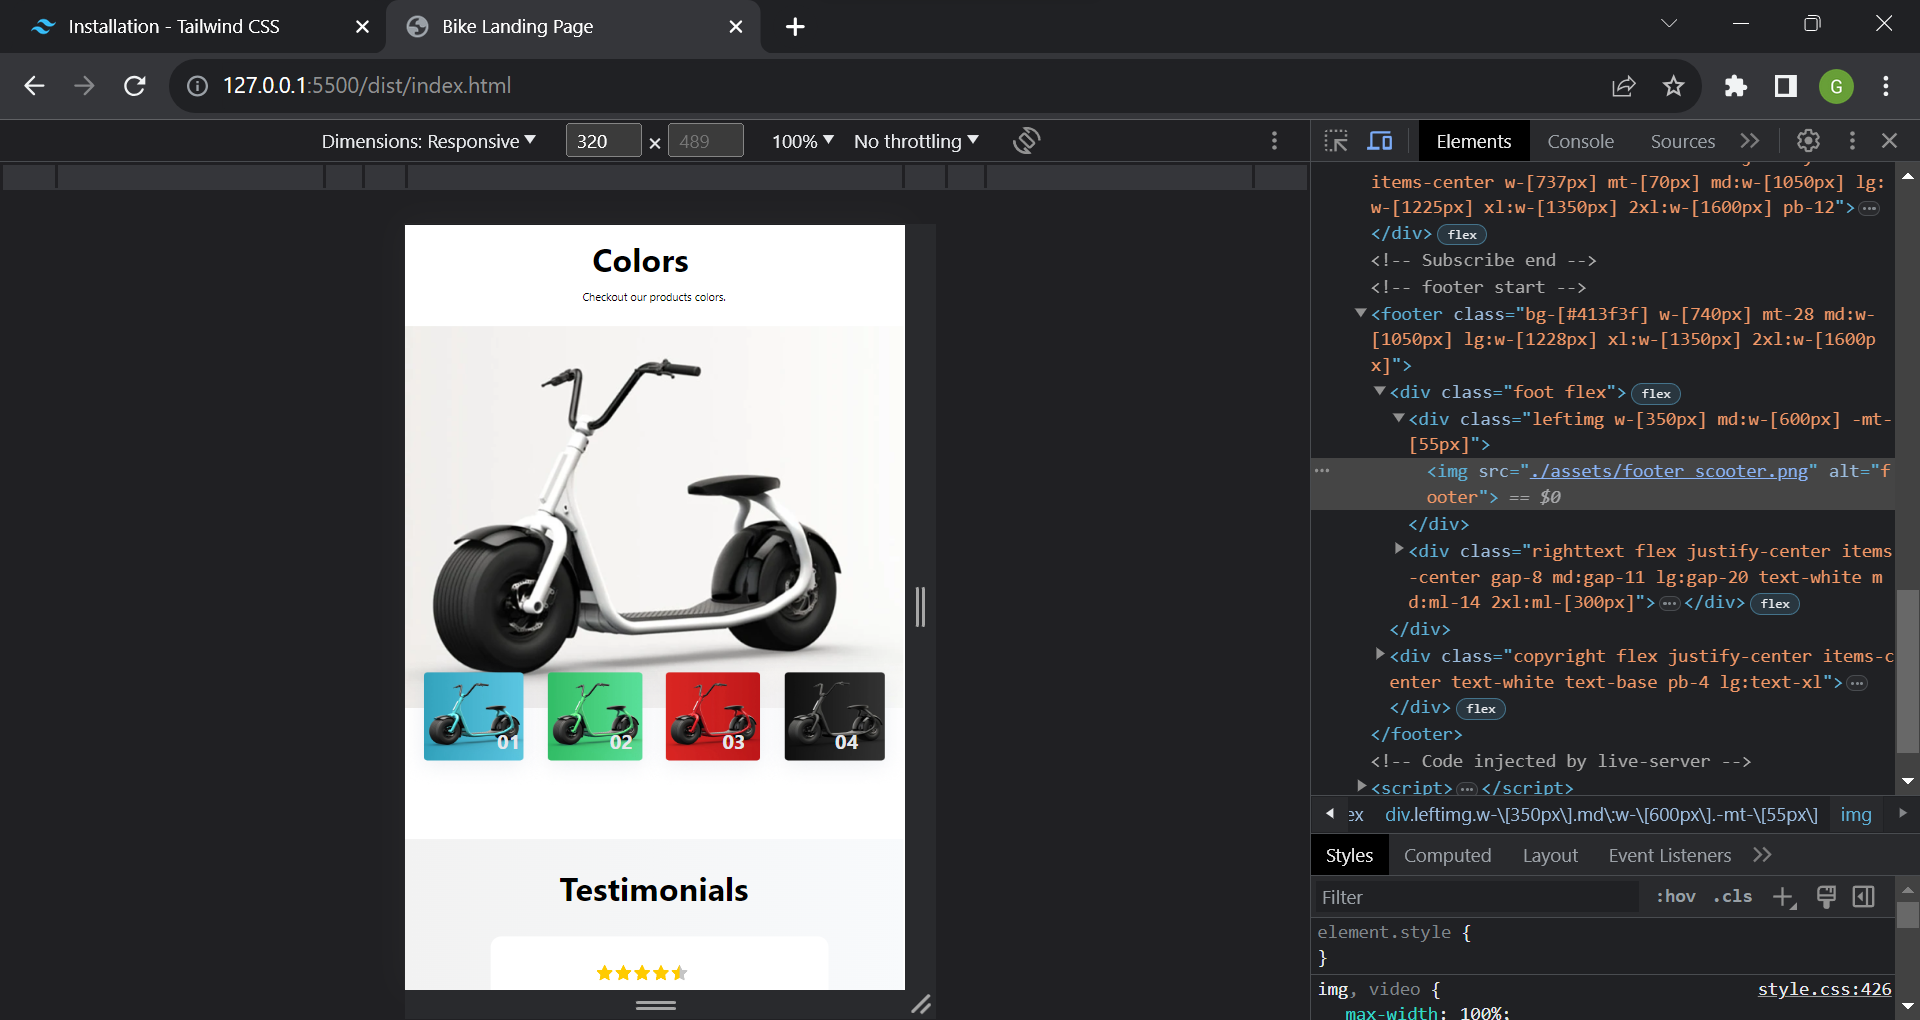 Installation - Tailwind CSS
Bike Landing Page
127.0.0.1:5500/dist/index.html
G
Dimensions: Responsive
320 × 489
100%
No throttling
Elements
Console
Sources
items-center w-[737px] mt-[70px] md:w-[1050px] lg:
w-[1225px] xl:w-[1350px] 2xl:w-[1600px] pb-12">
</div> flex
<!-- Subscribe end -->
<!-- footer start -->
<footer class="bg-[#413f3f] w-[740px] mt-28 md:w-
[1050px] lg:w-[1228px] xl:w-[1350px] 2xl:w-[1600p
x]">
<div class="foot flex"> flex
<div class="leftimg w-[350px] md:w-[600px] -mt-
[55px]">
<img src="./assets/footer_scooter.png" alt="f
ooter"> == $0
</div>
<div class="righttext flex justify-center items
-center gap-8 md:gap-11 lg:gap-20 text-white m
d:ml-14 2xl:ml-[300px]"> </div> flex
</div>
<div class="copyright flex justify-center items-c
enter text-white text-base pb-4 lg:text-xl">
</div> flex
</footer>
<!-- Code injected by live-server -->
<script> </script>
ex div.leftimg.w-\[350px\].md\:w-\[600px\].-mt-\[55px\] img
Styles
Computed
Layout
Event Listeners
Filter
:hov .cls
element.style {
}
img, video {
style.css:426
max-width: 100%;
Colors
Checkout our products colors.
01
02
03
04
Testimonials